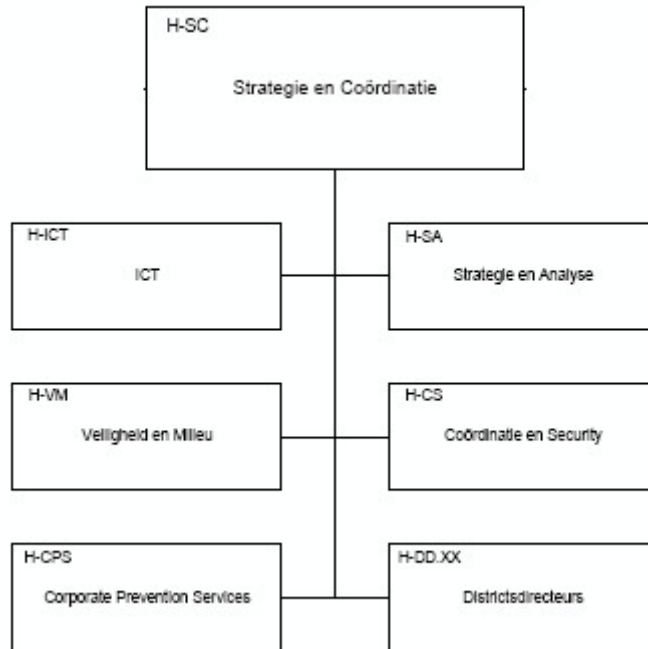 H-SC
Strategie en Coördinatie
H-ICT
ICT
H-SA
Strategie en Analyse
H-VM
Veiligheid en Milieu
H-CS
Coördinatie en Security
H-CPS
Corporate Prevention Services
H-DD.XX
Districtsdirecteurs